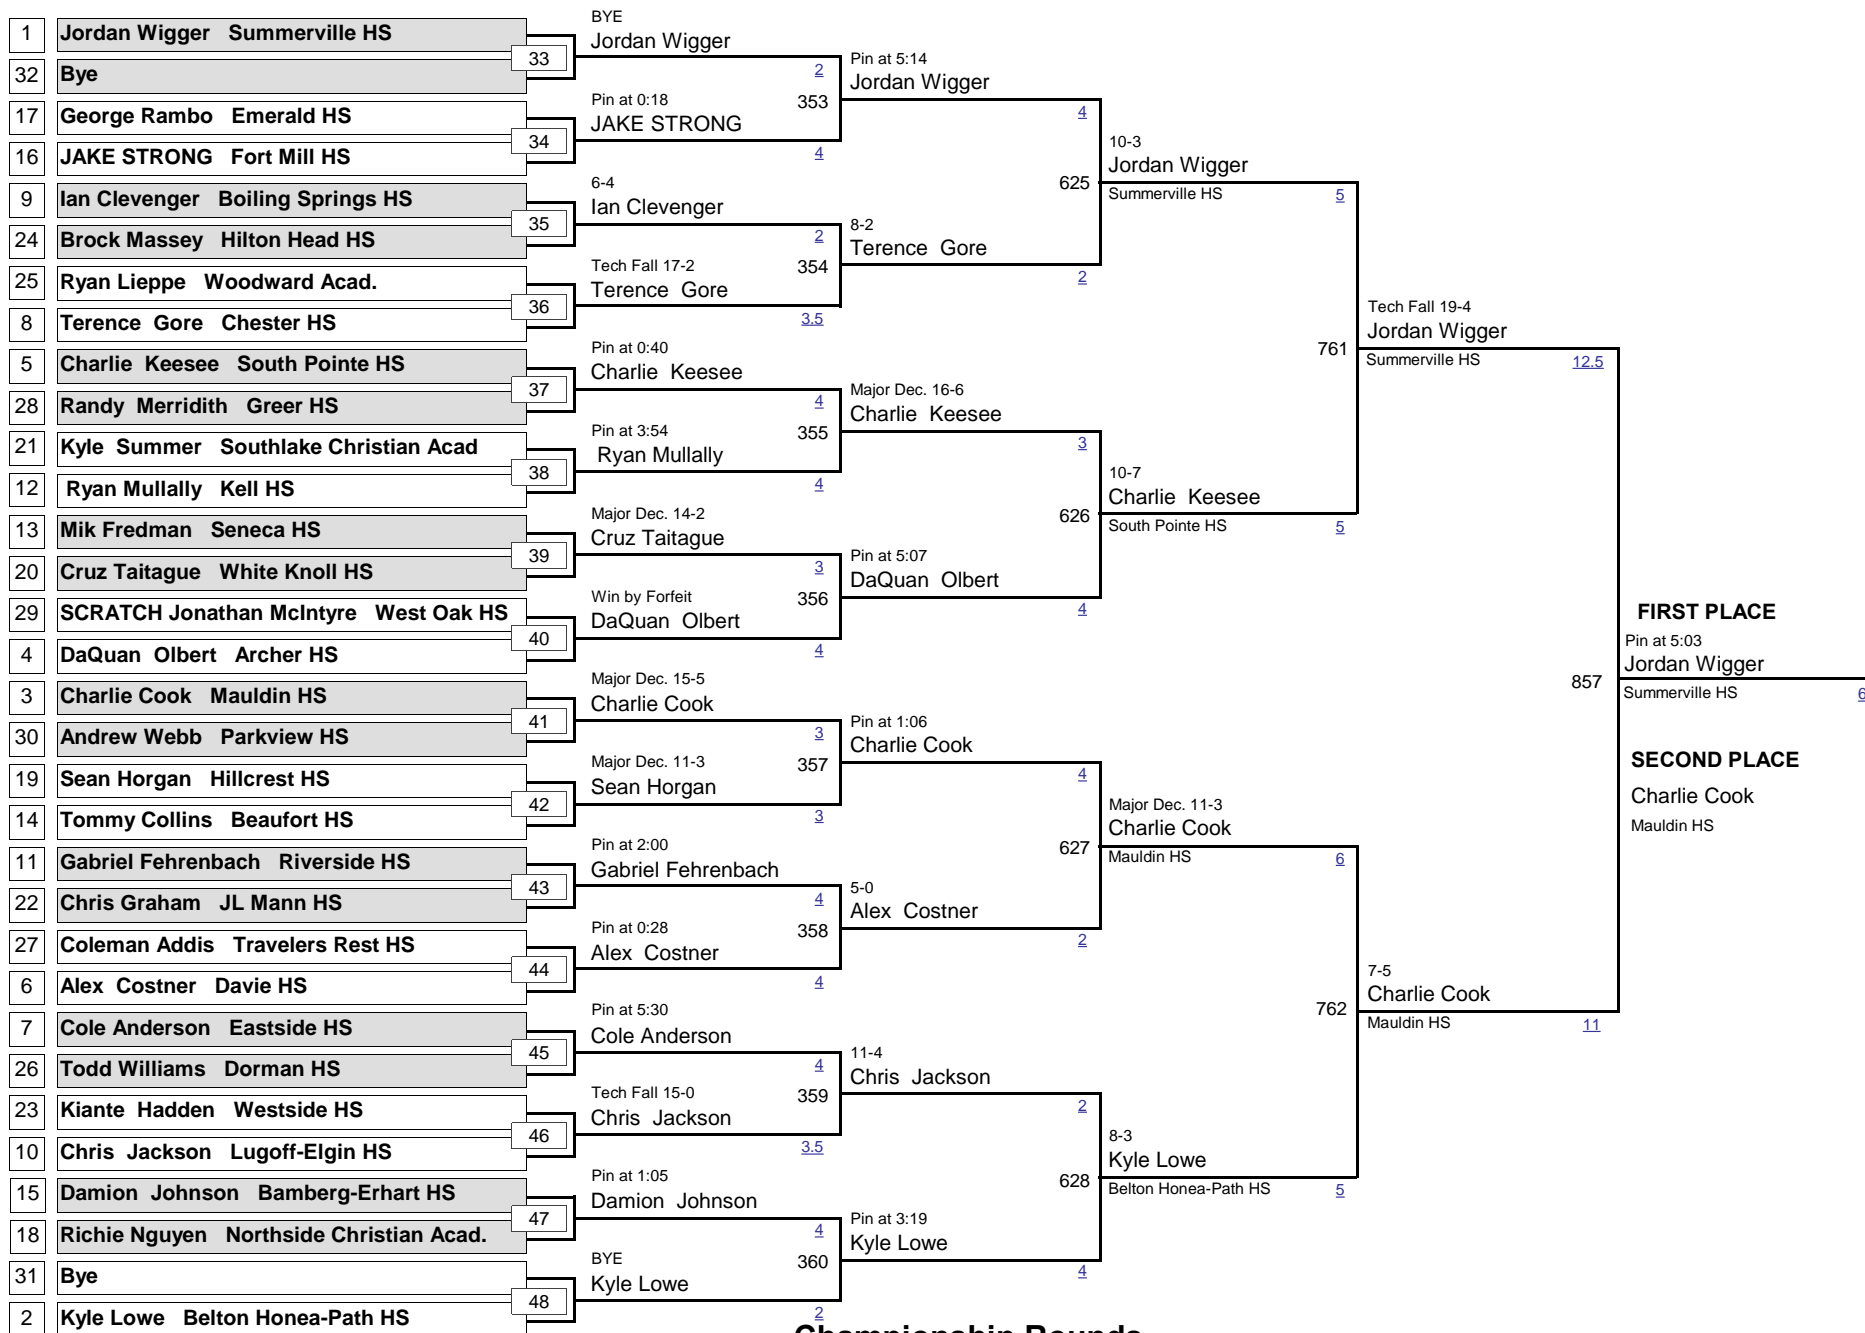 1 Jordan Wigger Summerville HS
32 Bye
33
17 George Rambo Emerald HS
16 JAKE STRONG Fort Mill HS
34
9 Ian Clevenger Boiling Springs HS
24 Brock Massey Hilton Head HS
35
25 Ryan Lieppe Woodward Acad.
8 Terence Gore Chester HS
36
5 Charlie Keesee South Pointe HS
28 Randy Merridith Greer HS
37
21 Kyle Summer Southlake Christian Acad
12 Ryan Mullally Kell HS
38
13 Mik Fredman Seneca HS
20 Cruz Taitague White Knoll HS
39
29 SCRATCH Jonathan McIntyre West Oak HS
4 DaQuan Olbert Archer HS
40
3 Charlie Cook Mauldin HS
30 Andrew Webb Parkview HS
41
19 Sean Horgan Hillcrest HS
14 Tommy Collins Beaufort HS
42
11 Gabriel Fehrenbach Riverside HS
22 Chris Graham JL Mann HS
43
27 Coleman Addis Travelers Rest HS
6 Alex Costner Davie HS
44
7 Cole Anderson Eastside HS
26 Todd Williams Dorman HS
45
23 Kiante Hadden Westside HS
10 Chris Jackson Lugoff-Elgin HS
46
15 Damion Johnson Bamberg-Erhart HS
18 Richie Nguyen Northside Christian Acad.
47
31 Bye
2 Kyle Lowe Belton Honea-Path HS
48
BYE
Jordan Wigger
2
353
Pin at 0:18
JAKE STRONG
4
6-4
Ian Clevenger
2
354
Tech Fall 17-2
Terence Gore
3.5
Pin at 0:40
Charlie Keesee
4
355
Pin at 3:54
Ryan Mullally
4
Major Dec. 14-2
Cruz Taitague
3
356
Win by Forfeit
DaQuan Olbert
4
Major Dec. 15-5
Charlie Cook
3
357
Major Dec. 11-3
Sean Horgan
3
Pin at 2:00
Gabriel Fehrenbach
4
358
Pin at 0:28
Alex Costner
4
Pin at 5:30
Cole Anderson
4
359
Tech Fall 15-0
Chris Jackson
3.5
Pin at 1:05
Damion Johnson
4
360
BYE
Kyle Lowe
2
Pin at 5:14
Jordan Wigger
4
625
8-2
Terence Gore
2
Major Dec. 16-6
Charlie Keesee
3
626
Pin at 5:07
DaQuan Olbert
4
Pin at 1:06
Charlie Cook
4
627
5-0
Alex Costner
2
11-4
Chris Jackson
2
628
Pin at 3:19
Kyle Lowe
4
10-3
Jordan Wigger
Summerville HS
5
761
10-7
Charlie Keesee
South Pointe HS
5
Major Dec. 11-3
Charlie Cook
Mauldin HS
6
762
8-3
Kyle Lowe
Belton Honea-Path HS
5
Tech Fall 19-4
Jordan Wigger
Summerville HS
12.5
857
7-5
Charlie Cook
Mauldin HS
11
FIRST PLACE
Pin at 5:03
Jordan Wigger
Summerville HS
6
SECOND PLACE
Charlie Cook
Mauldin HS
Championship Rounds